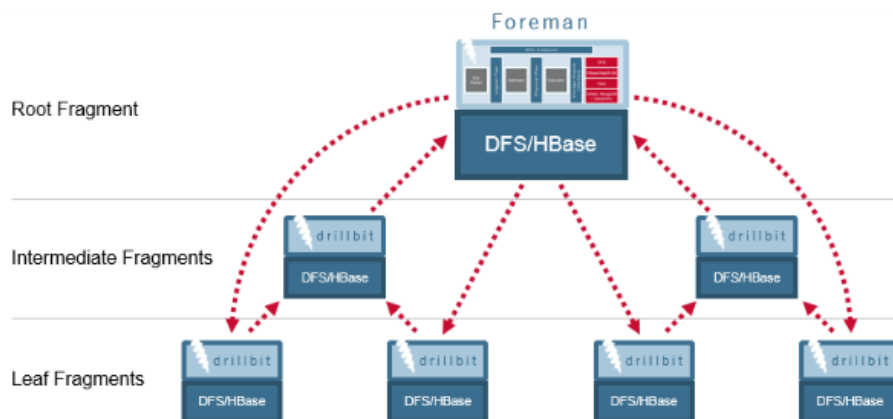 Foreman
Root Fragment
DFS/HBase
drillbit
drillbit
Intermediate Fragments
DFS/HBase
DFS/HBase
drillbit
drillbit
drillbit
drillbit
Leaf Fragments
DFS/HBase
DFS/HBase
DFS/HBase
DFS/HBase